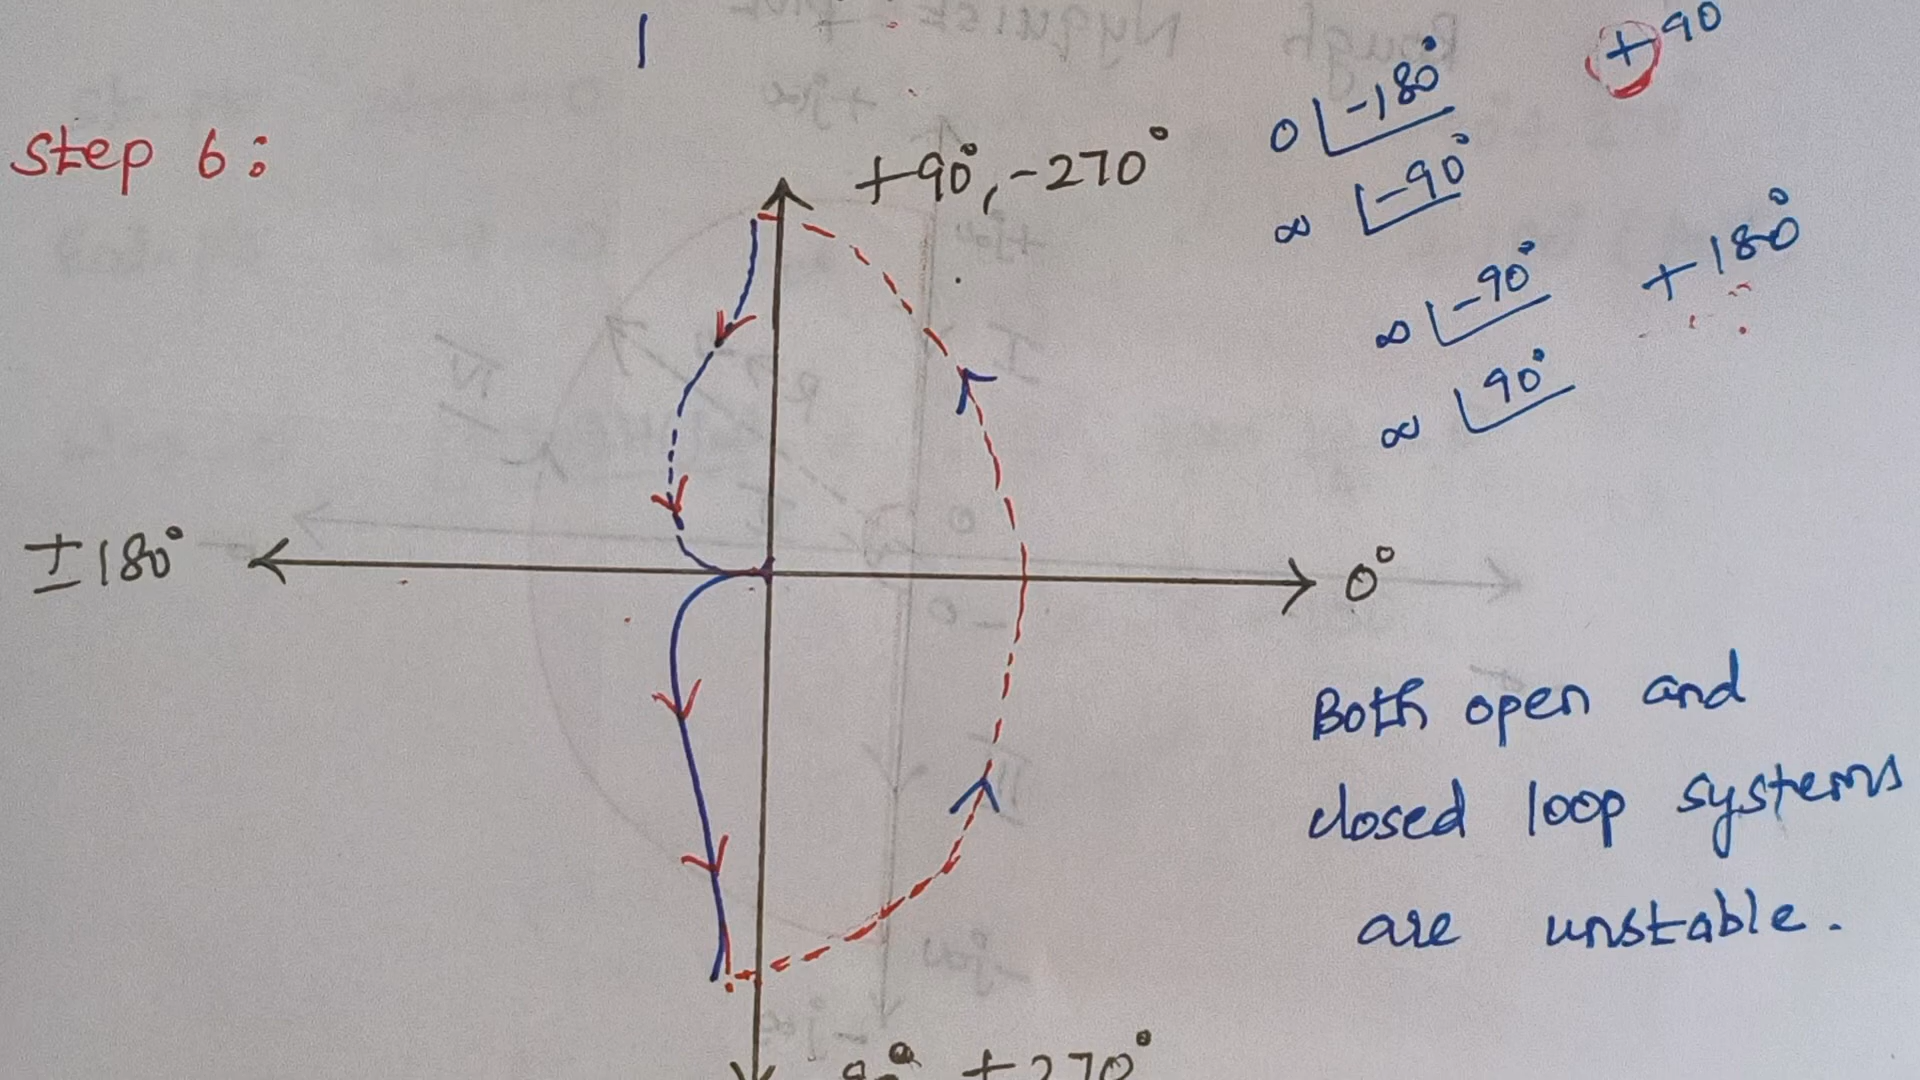 Step 6:
+90°, -270°
0 ∠-180°
+90
∞ ∠-90°
∞ ∠-90°
+180°
∞ ∠90°
±180°
0°
Both open and
closed loop systems
are unstable.
+270°